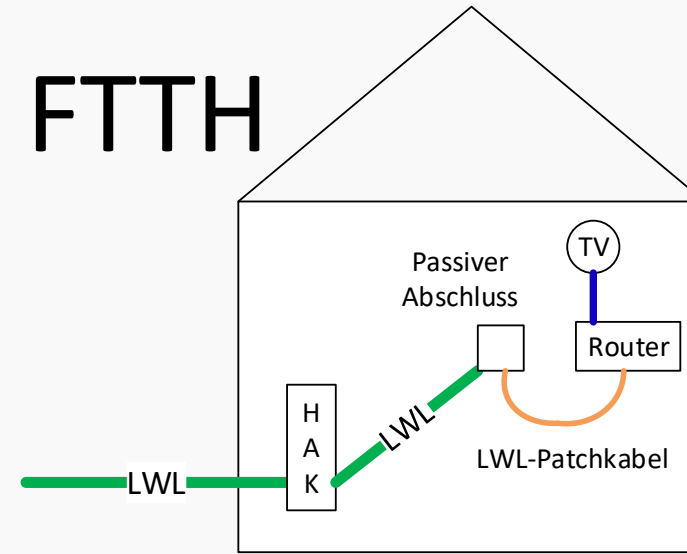 FTTH
TV
Passiver
Abschluss
Router
H
A
K
LWL
LWL-Patchkabel
LWL